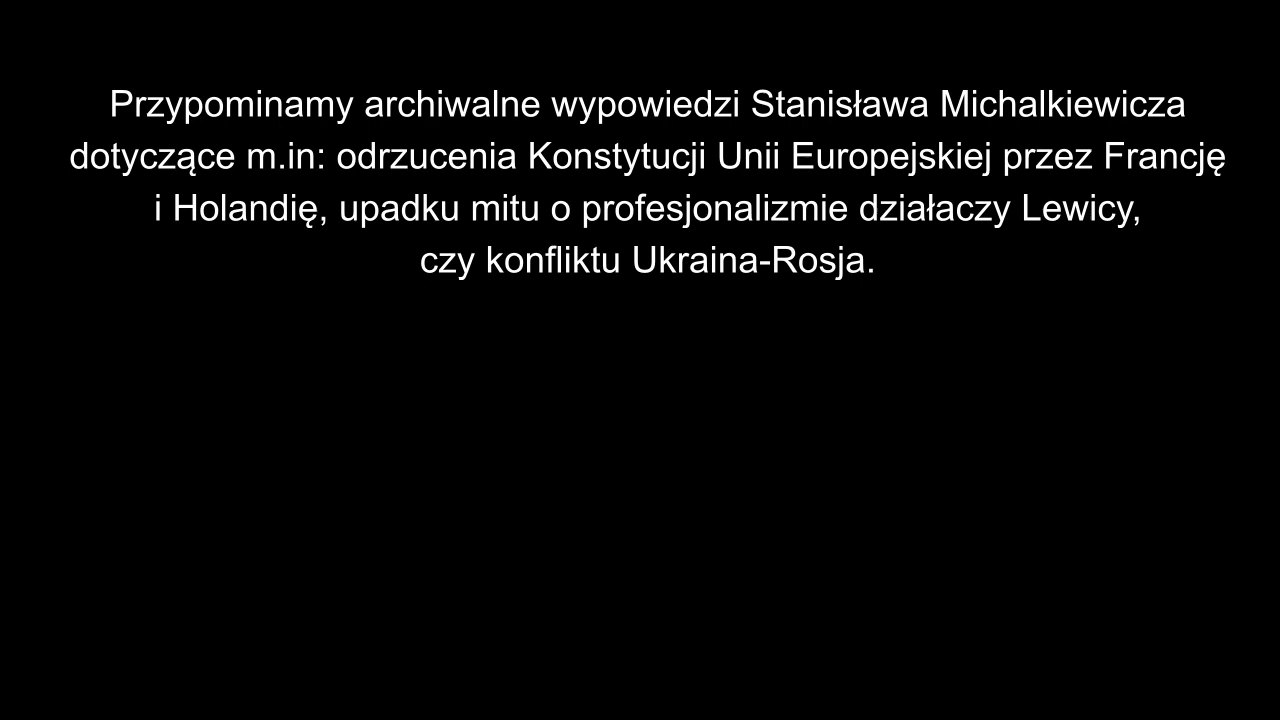 Przypominamy archiwalne wypowiedzi Stanisława Michalkiewicza
dotyczące m.in: odrzucenia Konstytucji Unii Europejskiej przez Francję
i Holandię, upadku mitu o profesjonalizmie działaczy Lewicy,
czy konfliktu Ukraina-Rosja.